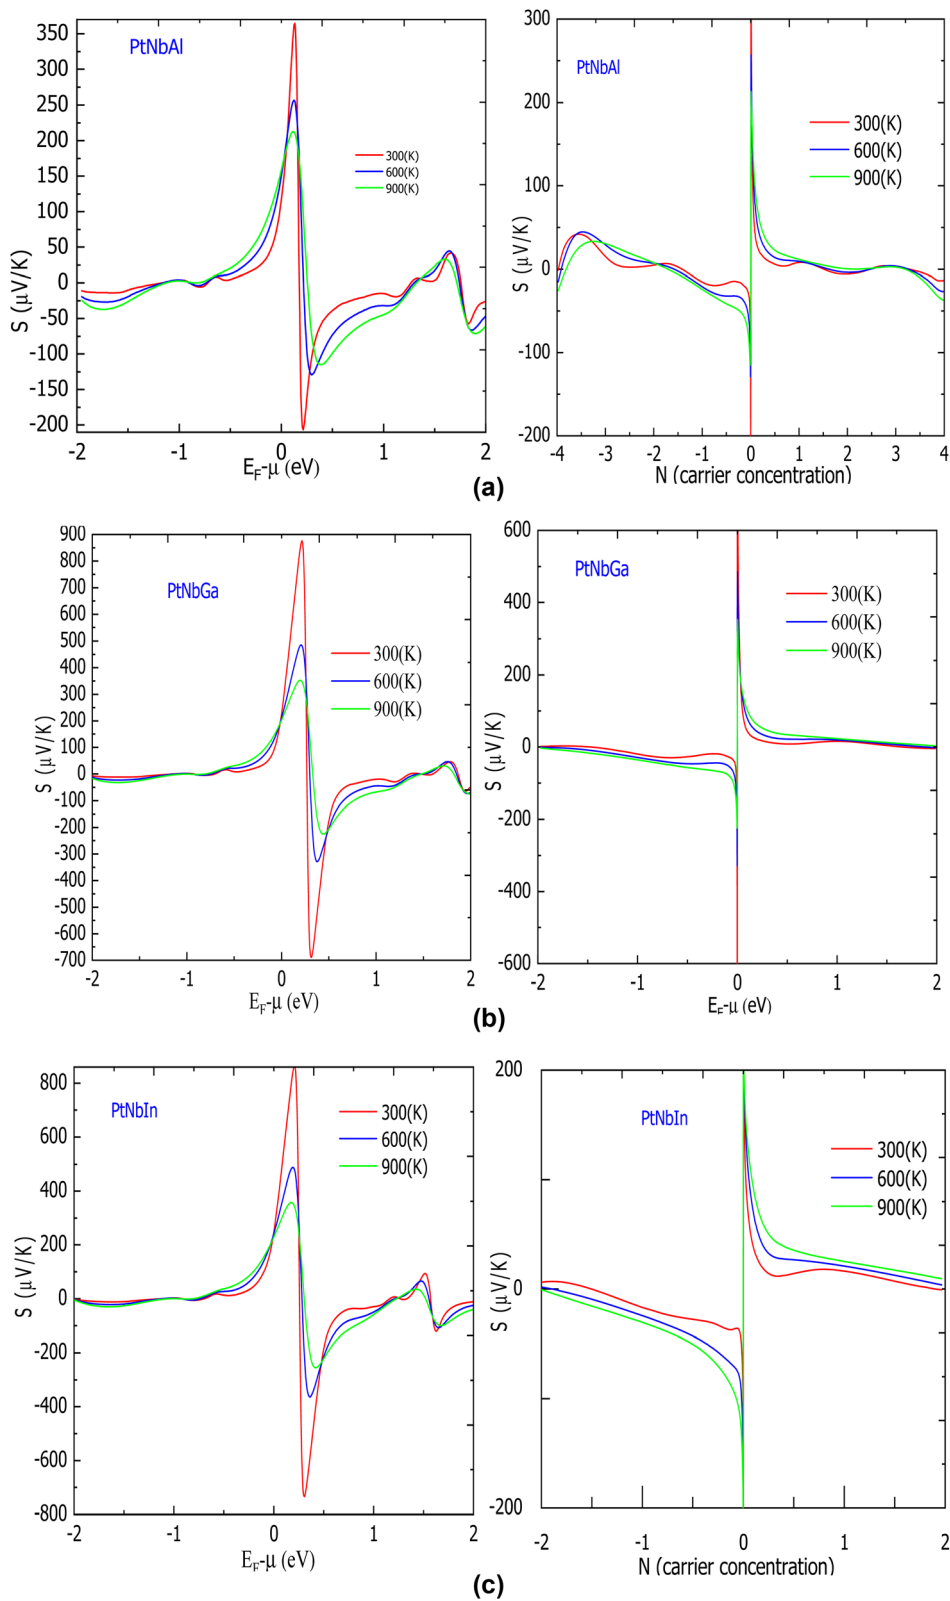 PtNbAl
350
300
250
200
150
100
50
0
-50
-100
-150
-200
S (μV/K)
300(K)
600(K)
900(K)
-2 -1 0 1 2
E_F-μ (eV)
PtNbAl
300
200
100
0
-100
-200
S (μV/K)
300(K)
600(K)
900(K)
-4 -3 -2 -1 0 1 2 3 4
N (carrier concentration)
(a)
PtNbGa
900
800
700
600
500
400
300
200
100
0
-100
-200
-300
-400
-500
-600
-700
S (μV/K)
300(K)
600(K)
900(K)
-2 -1 0 1 2
E_F-μ (eV)
PtNbGa
600
400
200
0
-200
-400
-600
S (μV/K)
300(K)
600(K)
900(K)
-2 -1 0 1 2
E_F-μ (eV)
(b)
PtNbIn
800
600
400
200
0
-200
-400
-600
-800
S (μV/K)
300(K)
600(K)
900(K)
-2 -1 0 1 2
E_F-μ (eV)
PtNbIn
200
0
-200
S (μV/K)
300(K)
600(K)
900(K)
-2 -1 0 1 2
N (carrier concentration)
(c)